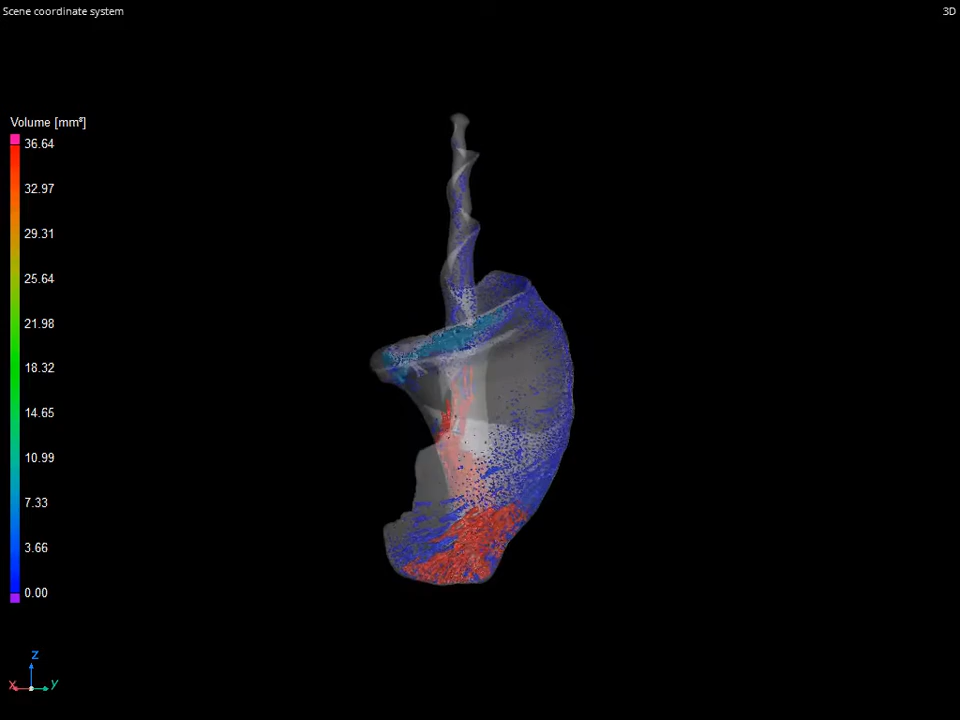 Scene coordinate system
3D
Volume [mm³]
36.64
32.97
29.31
25.64
21.98
18.32
14.65
10.99
7.33
3.66
0.00
z
x
y